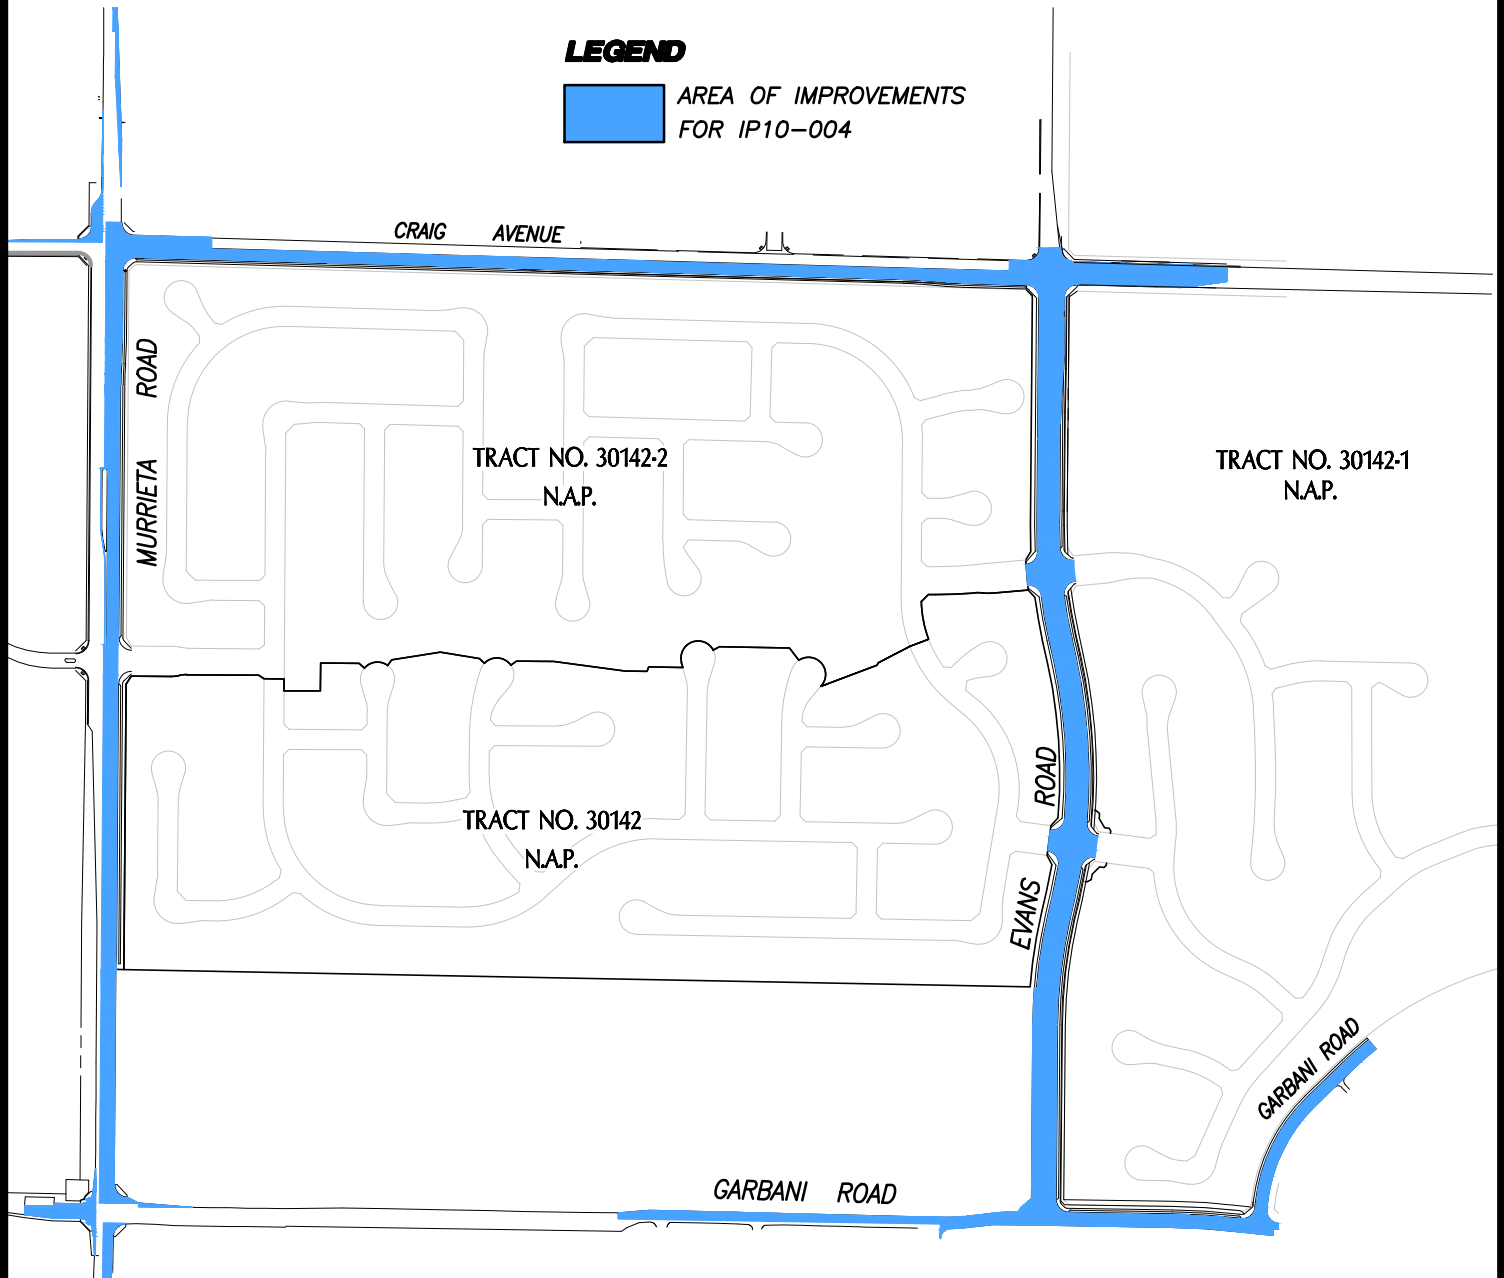 LEGEND
AREA OF IMPROVEMENTS
FOR IP10-004
CRAIG AVENUE
MURRIETA ROAD
TRACT NO. 30142-2
N.A.P.
TRACT NO. 30142-1
N.A.P.
TRACT NO. 30142
N.A.P.
EVANS ROAD
GARBANI ROAD
GARBANI ROAD